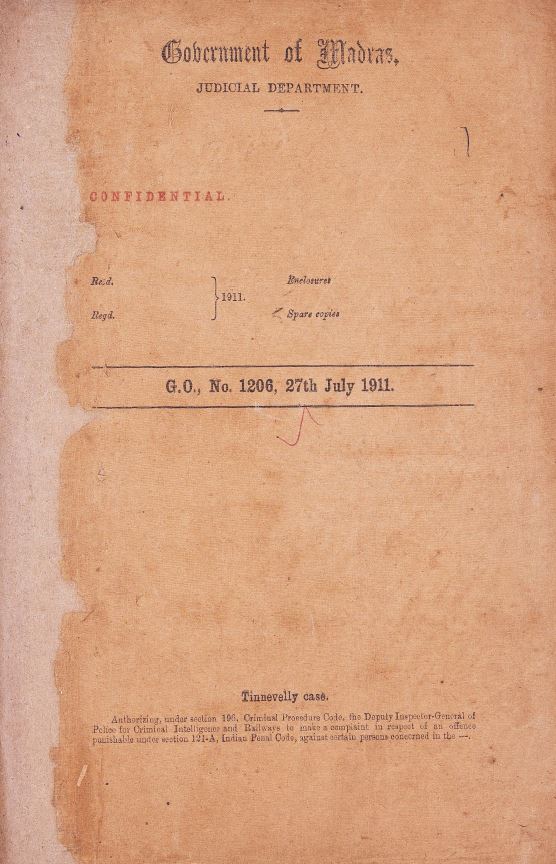 Government of Madras.
JUDICIAL DEPARTMENT.
CONFIDENTIAL.
Recd.
Regd.
1911.
Enclosures
Spare copies
G.O., No. 1206, 27th July 1911.
Tinnevelly case.
Authorizing, under section 196, Criminal Procedure Code, the Deputy Inspector-General of
Police for Criminal Intelligence and Railways to make a complaint in respect of an offence
punishable under section 121-A, Indian Penal Code, against certain persons concerned in the —.